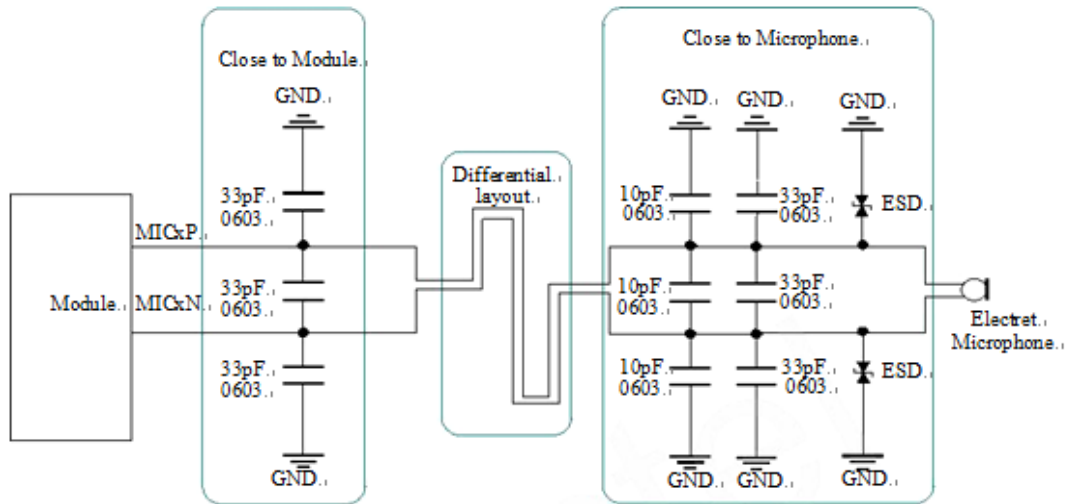 Close to Module
GND
33pF
0603
MICxP
33pF
0603
Module
MICxN
33pF
0603
GND
Differential
layout
Close to Microphone
GND
GND
GND
10pF
0603
33pF
0603
ESD
10pF
0603
33pF
0603
Electret
Microphone
10pF
0603
33pF
0603
ESD
GND
GND
GND